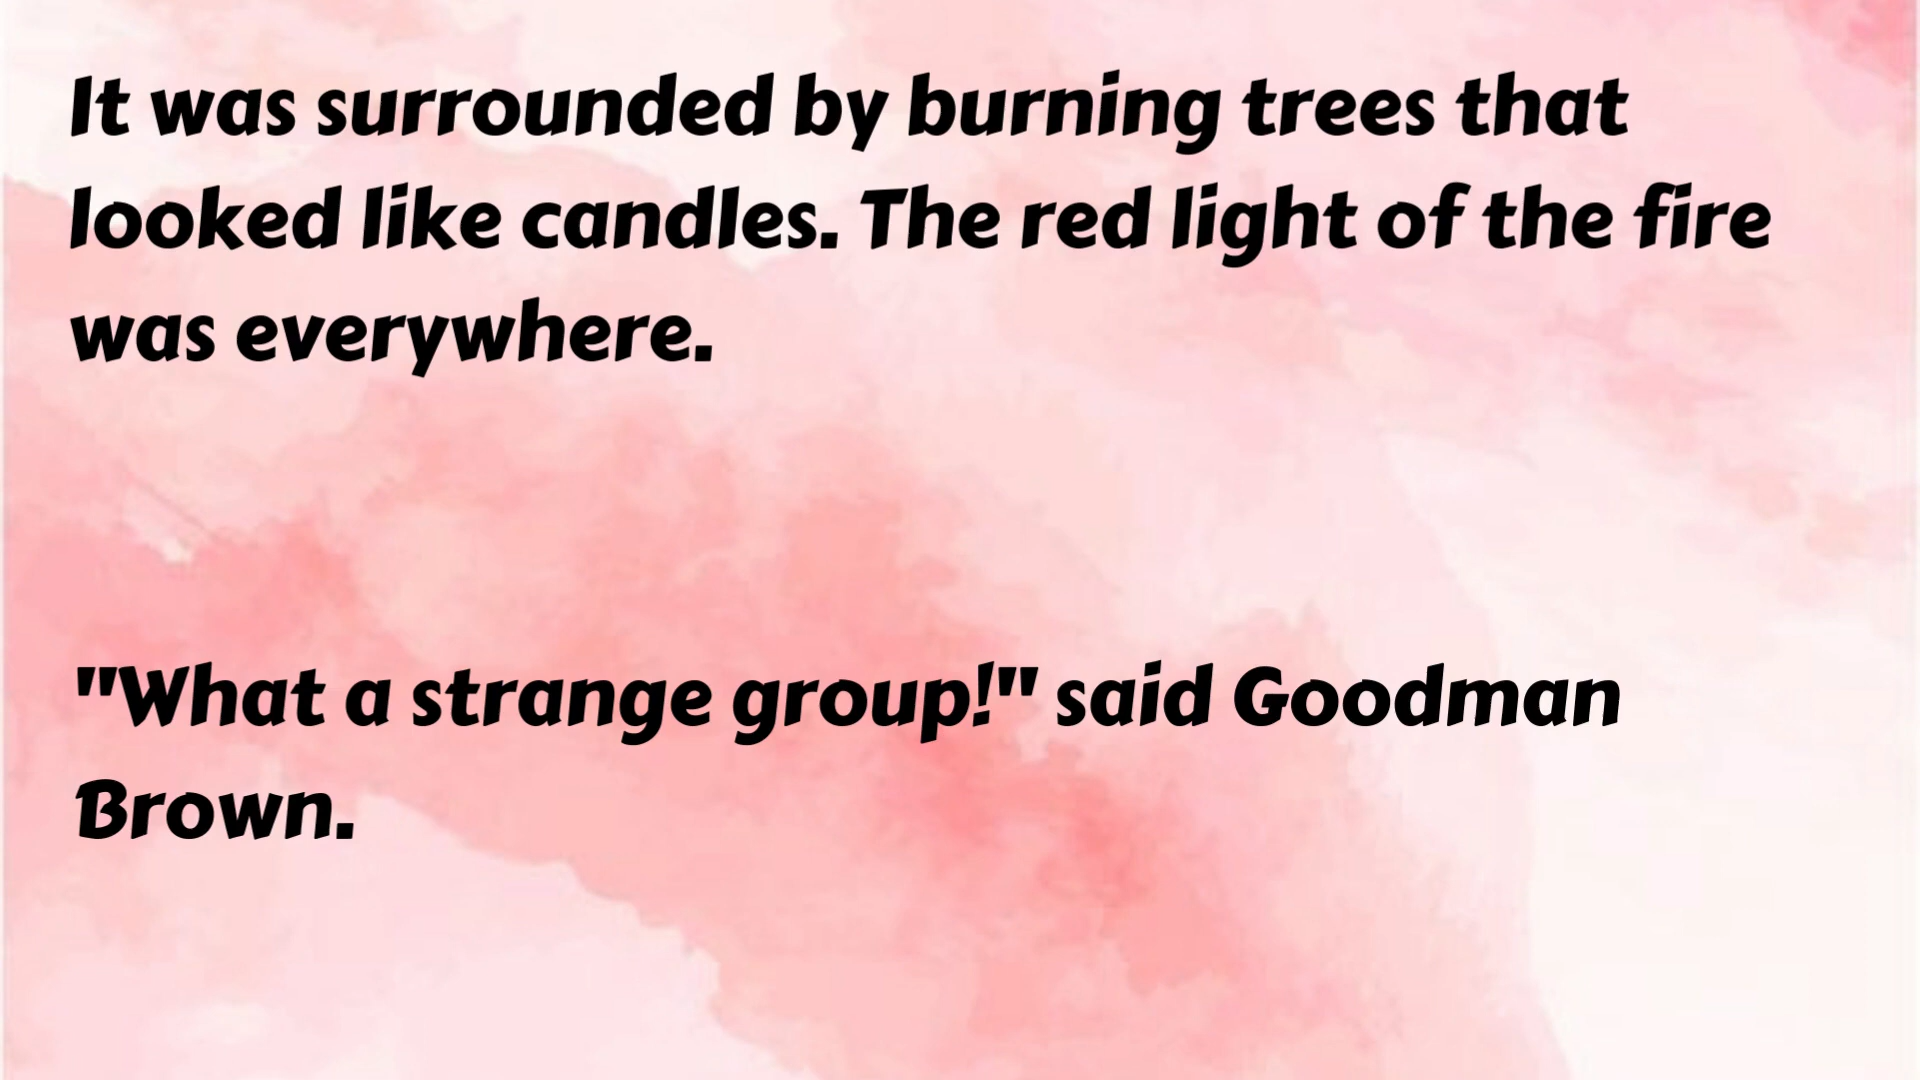 It was surrounded by burning trees that
looked like candles. The red light of the fire
was everywhere.
"What a strange group!" said Goodman
Brown.